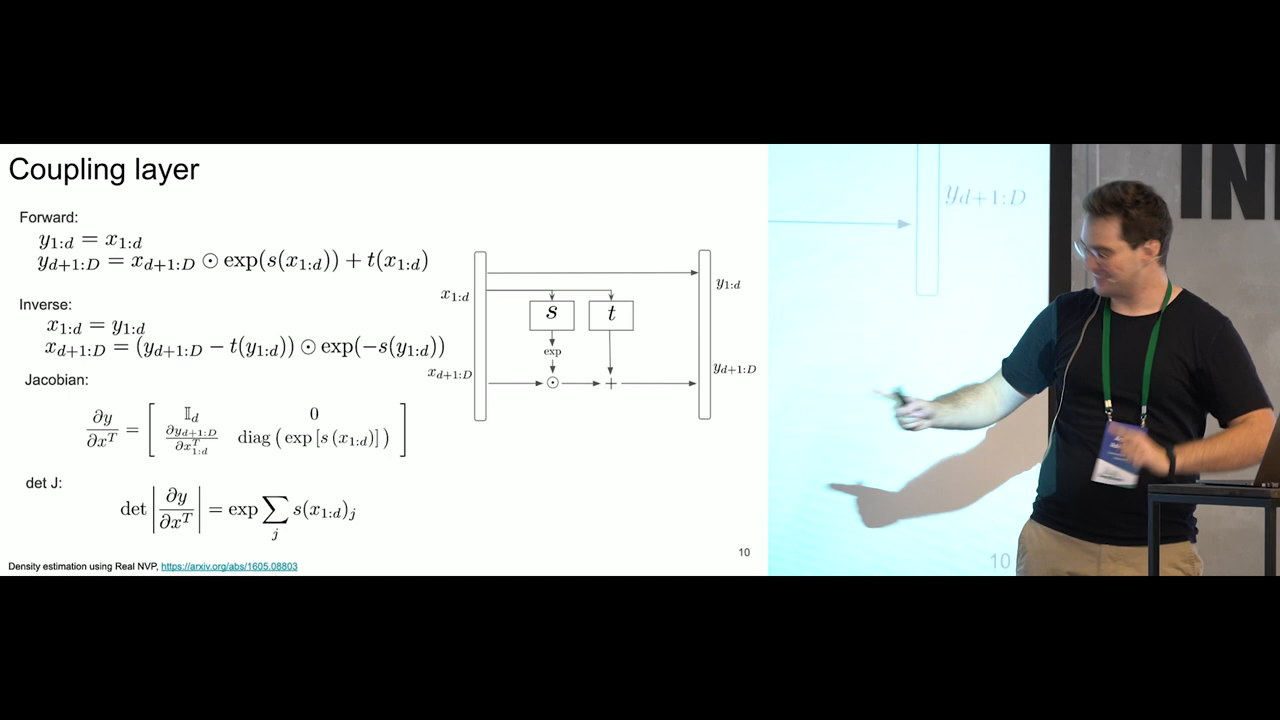 Coupling layer
Forward:
y_{1:d} = x_{1:d}
y_{d+1:D} = x_{d+1:D} ⊙ exp(s(x_{1:d})) + t(x_{1:d})
Inverse:
x_{1:d} = y_{1:d}
x_{d+1:D} = (y_{d+1:D} − t(y_{1:d})) ⊙ exp(−s(y_{1:d}))
Jacobian:
∂y/∂x^T = [ 𝕀_d 0
∂y_{d+1:D}/∂x^T_{1:d} diag(exp[s(x_{1:d})]) ]
det J:
det |∂y/∂x^T| = exp ∑_j s(x_{1:d})_j
Density estimation using Real NVP, https://arxiv.org/abs/1605.08803
x_{1:d}
s
t
exp
x_{d+1:D}
⊙
+
y_{1:d}
y_{d+1:D}
10
y_{d+1:D}
10
IN